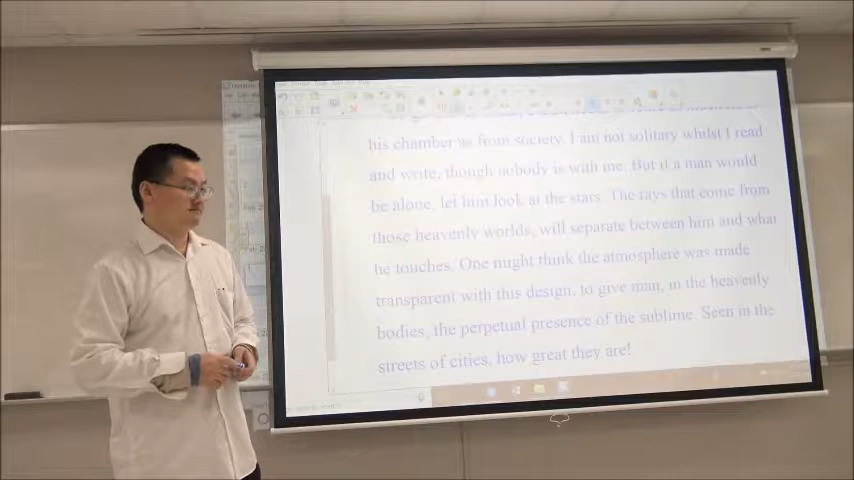 his chamber as from society. I am not solitary whilst I read
and write, though nobody is with me. But if a man would
be alone, let him look at the stars. The rays that come from
those heavenly worlds, will separate between him and what
he touches. One might think the atmosphere was made
transparent with this design, to give man, in the heavenly
bodies, the perpetual presence of the sublime. Seen in the
streets of cities, how great they are!